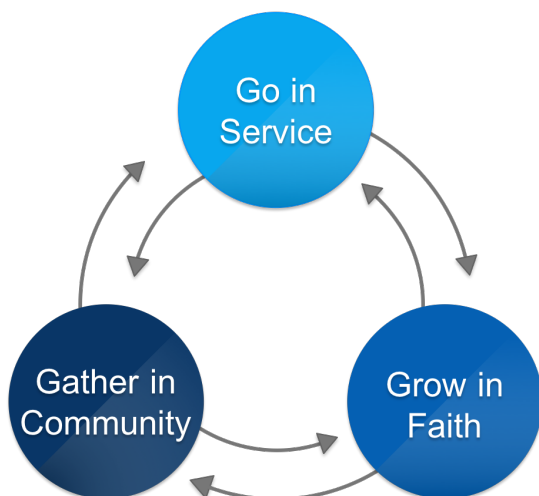 Go in
Service
Gather in
Community
Grow in
Faith